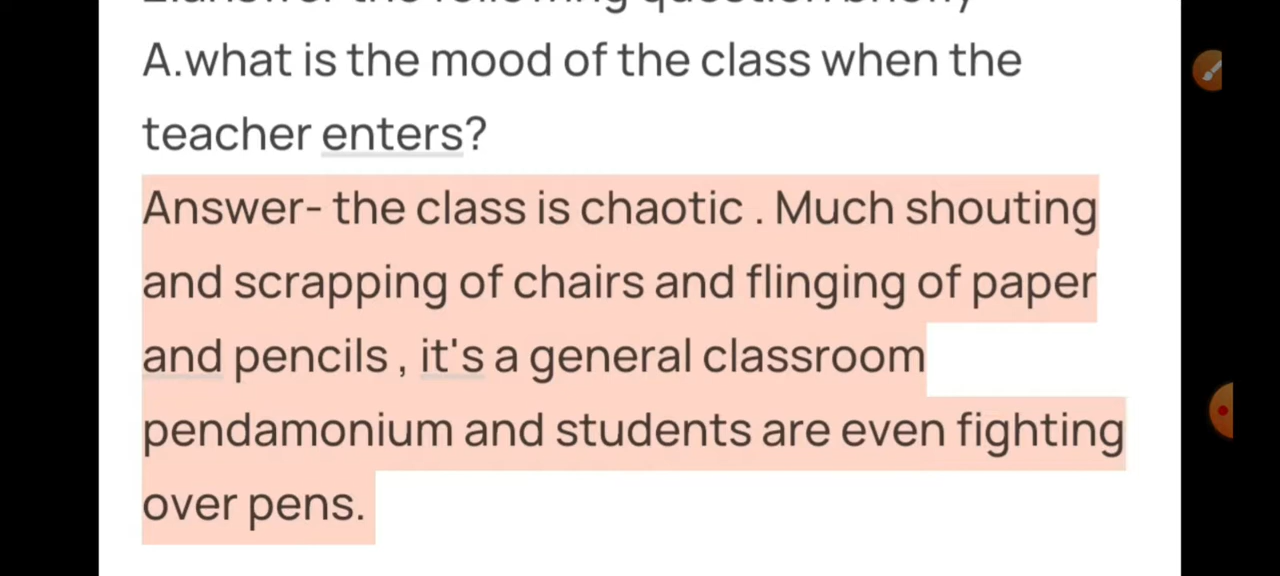 A.what is the mood of the class when the
teacher enters?
Answer- the class is chaotic . Much shouting
and scrapping of chairs and flinging of paper
and pencils , it's a general classroom
pendamonium and students are even fighting
over pens.